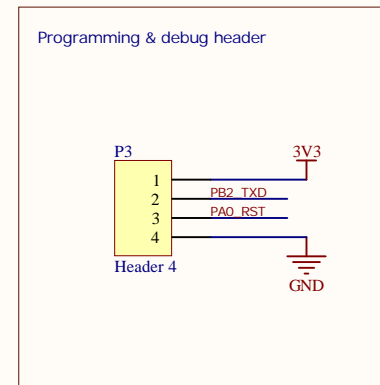 Programming & debug header
P3
3V3
1
2
PB2_TXD
3
PA0_RST
4
Header 4
GND